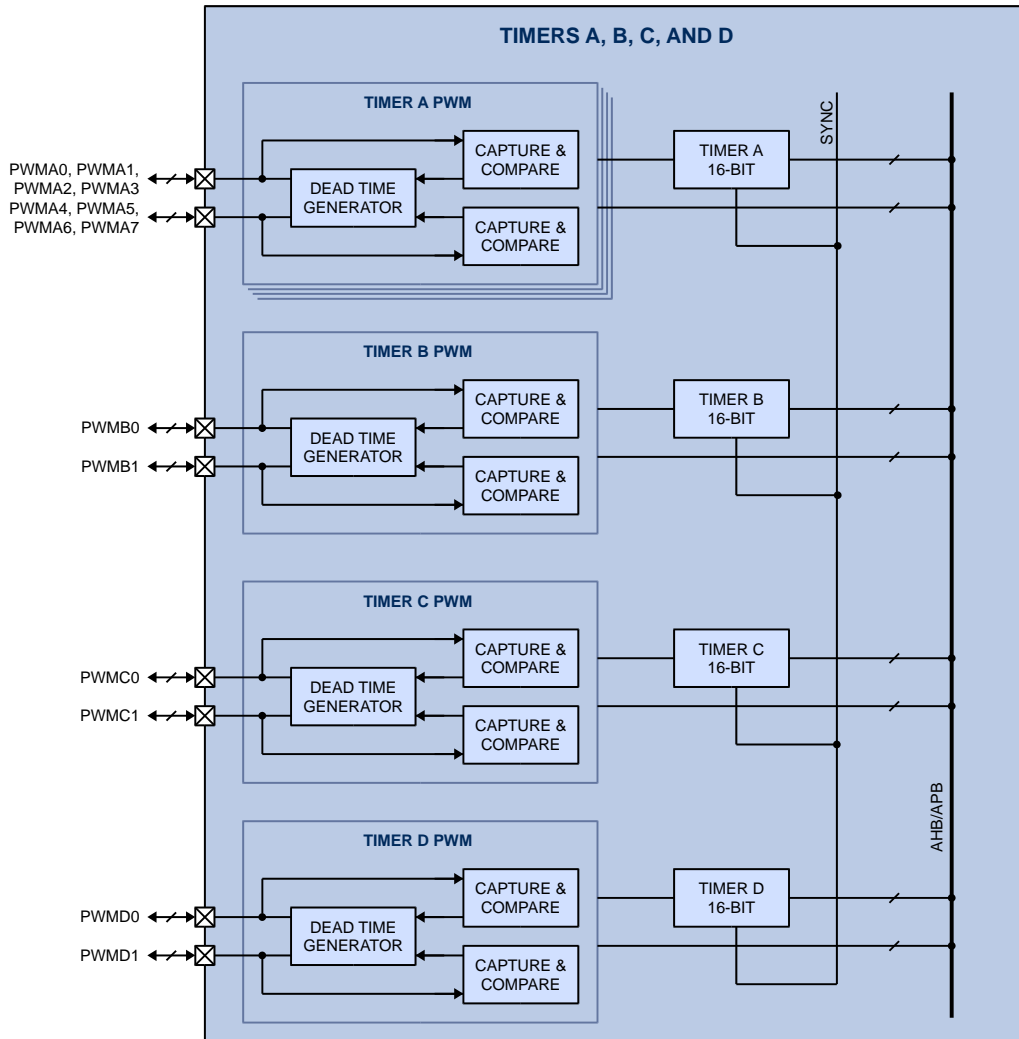 TIMERS A, B, C, AND D
TIMER A PWM
SYNC
PWMA0, PWMA1,
PWMA2, PWMA3
PWMA4, PWMA5,
PWMA6, PWMA7
DEAD TIME
GENERATOR
CAPTURE &
COMPARE
CAPTURE &
COMPARE
TIMER A
16-BIT
TIMER B PWM
PWMB0
PWMB1
DEAD TIME
GENERATOR
CAPTURE &
COMPARE
CAPTURE &
COMPARE
TIMER B
16-BIT
TIMER C PWM
PWMC0
PWMC1
DEAD TIME
GENERATOR
CAPTURE &
COMPARE
CAPTURE &
COMPARE
TIMER C
16-BIT
AHB/APB
TIMER D PWM
PWMD0
PWMD1
DEAD TIME
GENERATOR
CAPTURE &
COMPARE
CAPTURE &
COMPARE
TIMER D
16-BIT